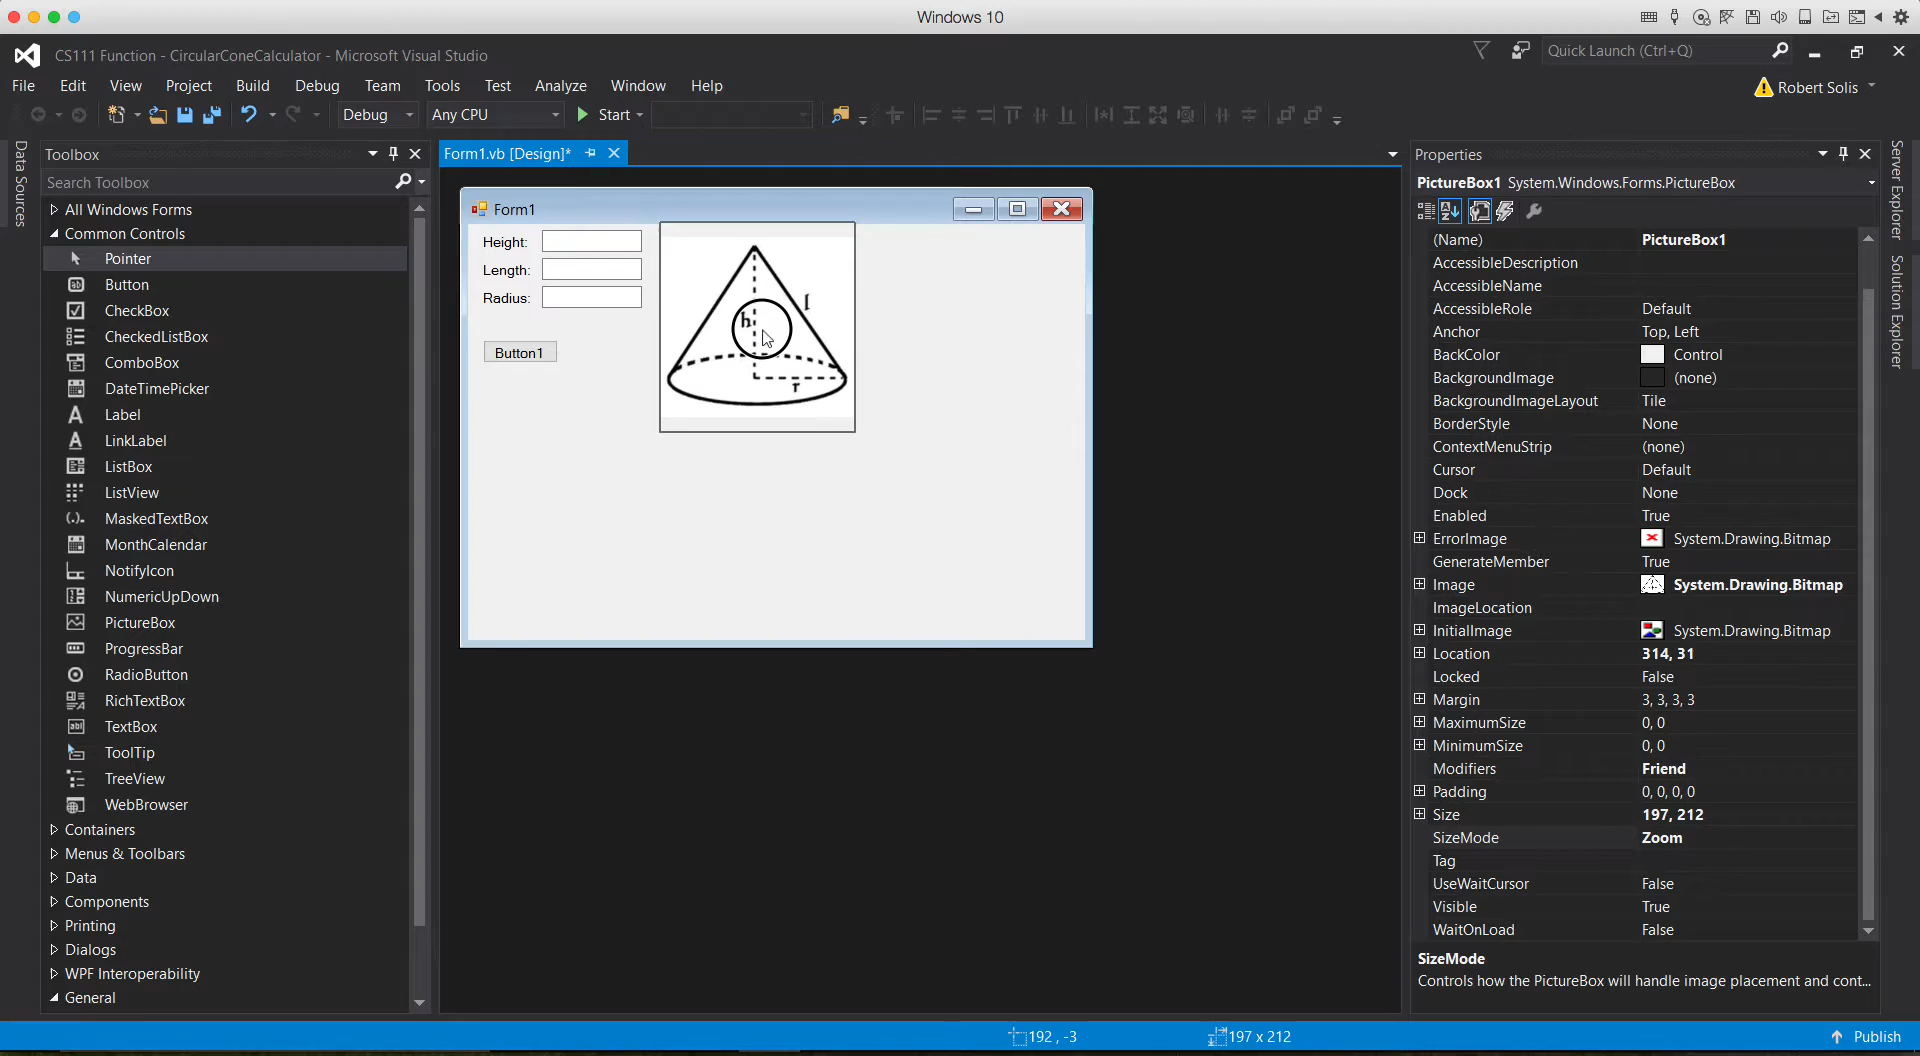 Windows 10
CS111 Function - CircularConeCalculator - Microsoft Visual Studio
Quick Launch (Ctrl+Q)
File Edit View Project Build Debug Team Tools Test Analyze Window Help
Robert Solis
Debug Any CPU Start
Data Sources
Toolbox
Search Toolbox
All Windows Forms
Common Controls
Pointer
Button
CheckBox
CheckedListBox
ComboBox
DateTimePicker
Label
LinkLabel
ListBox
ListView
MaskedTextBox
MonthCalendar
NotifyIcon
NumericUpDown
PictureBox
ProgressBar
RadioButton
RichTextBox
TextBox
ToolTip
TreeView
WebBrowser
Containers
Menus & Toolbars
Data
Components
Printing
Dialogs
WPF Interoperability
General
Form1.vb [Design]*
Form1
Height:
Length:
Radius:
Button1
l
h
r
Properties
PictureBox1 System.Windows.Forms.PictureBox
(Name) PictureBox1
AccessibleDescription
AccessibleName
AccessibleRole Default
Anchor Top, Left
BackColor Control
BackgroundImage (none)
BackgroundImageLayout Tile
BorderStyle None
ContextMenuStrip (none)
Cursor Default
Dock None
Enabled True
ErrorImage System.Drawing.Bitmap
GenerateMember True
Image System.Drawing.Bitmap
ImageLocation
InitialImage System.Drawing.Bitmap
Location 314, 31
Locked False
Margin 3, 3, 3, 3
MaximumSize 0, 0
MinimumSize 0, 0
Modifiers Friend
Padding 0, 0, 0, 0
Size 197, 212
SizeMode Zoom
Tag
UseWaitCursor False
Visible True
WaitOnLoad False
SizeMode
Controls how the PictureBox will handle image placement and cont...
Server Explorer
Solution Explorer
192 , -3
197 x 212
Publish